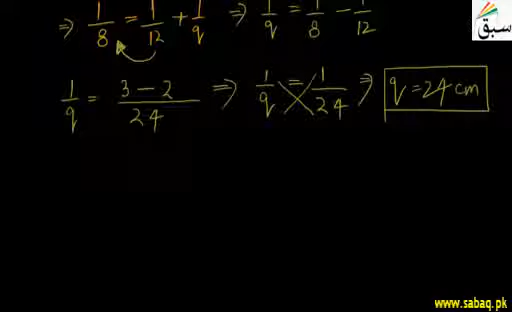 ⇒ 1/8 = 1/12 + 1/q ⇒ 1/q = 1/8 − 1/12
1/q = (3 − 2)/24 ⇒ 1/q = 1/24 ⇒ q = 24 cm
سبق
www.sabaq.pk